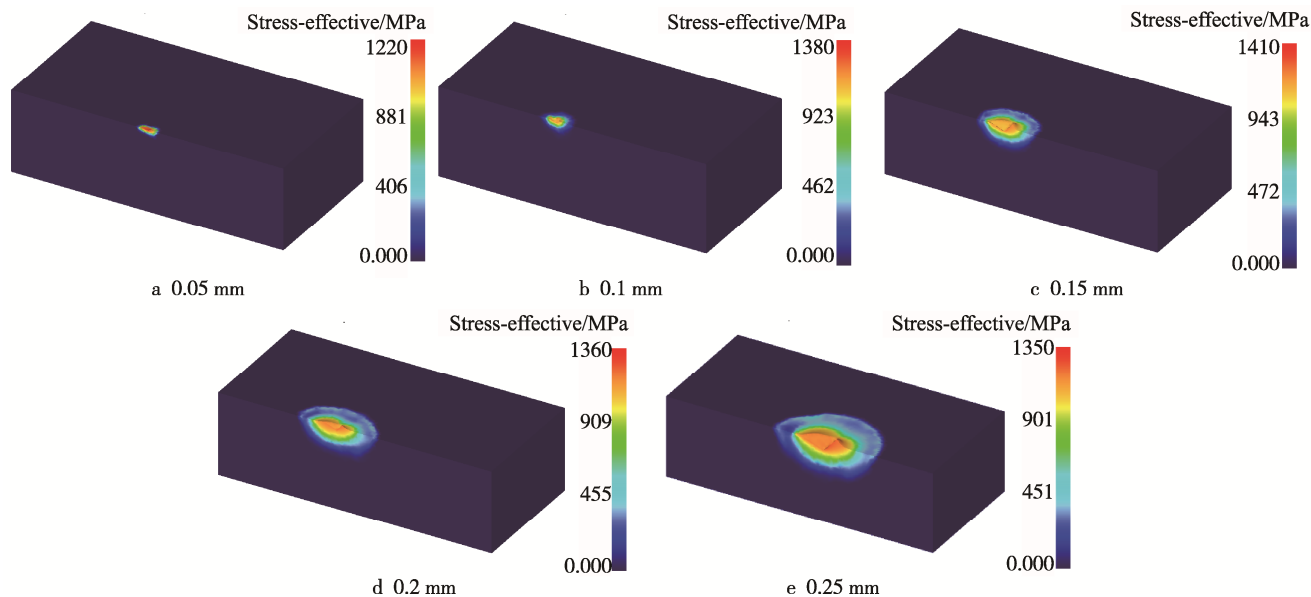 Stress-effective/MPa
1220
881
406
0.000
a 0.05 mm
Stress-effective/MPa
1380
923
462
0.000
b 0.1 mm
Stress-effective/MPa
1410
943
472
0.000
c 0.15 mm
Stress-effective/MPa
1360
909
455
0.000
d 0.2 mm
Stress-effective/MPa
1350
901
451
0.000
e 0.25 mm